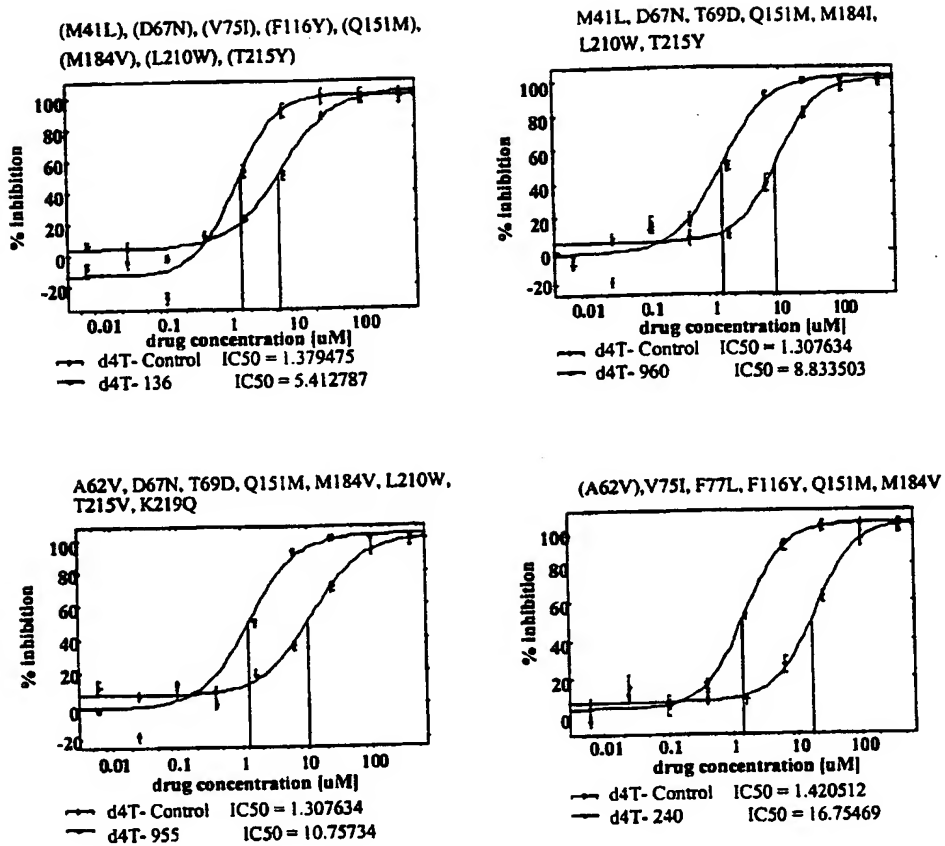 (M41L), (D67N), (V75I), (F116Y), (Q151M),
(M184V), (L210W), (T215Y)
% inhibition
100
80
60
40
20
0
-20
0.01 0.1 1 10 100
drug concentration [uM]
d4T- Control IC50 = 1.379475
d4T- 136 IC50 = 5.412787
M41L, D67N, T69D, Q151M, M184I,
L210W, T215Y
% inhibition
100
80
60
40
20
0
-20
0.01 0.1 1 10 100
drug concentration [uM]
d4T- Control IC50 = 1.307634
d4T- 960 IC50 = 8.833503
A62V, D67N, T69D, Q151M, M184V, L210W,
T215V, K219Q
% inhibition
100
80
60
40
20
0
-20
0.01 0.1 1 10 100
drug concentration [uM]
d4T- Control IC50 = 1.307634
d4T- 955 IC50 = 10.75734
(A62V),V75I, F77L, F116Y, Q151M, M184V
% inhibition
100
80
60
40
20
0
0.01 0.1 1 10 100
drug concentration [uM]
d4T- Control IC50 = 1.420512
d4T- 240 IC50 = 16.75469